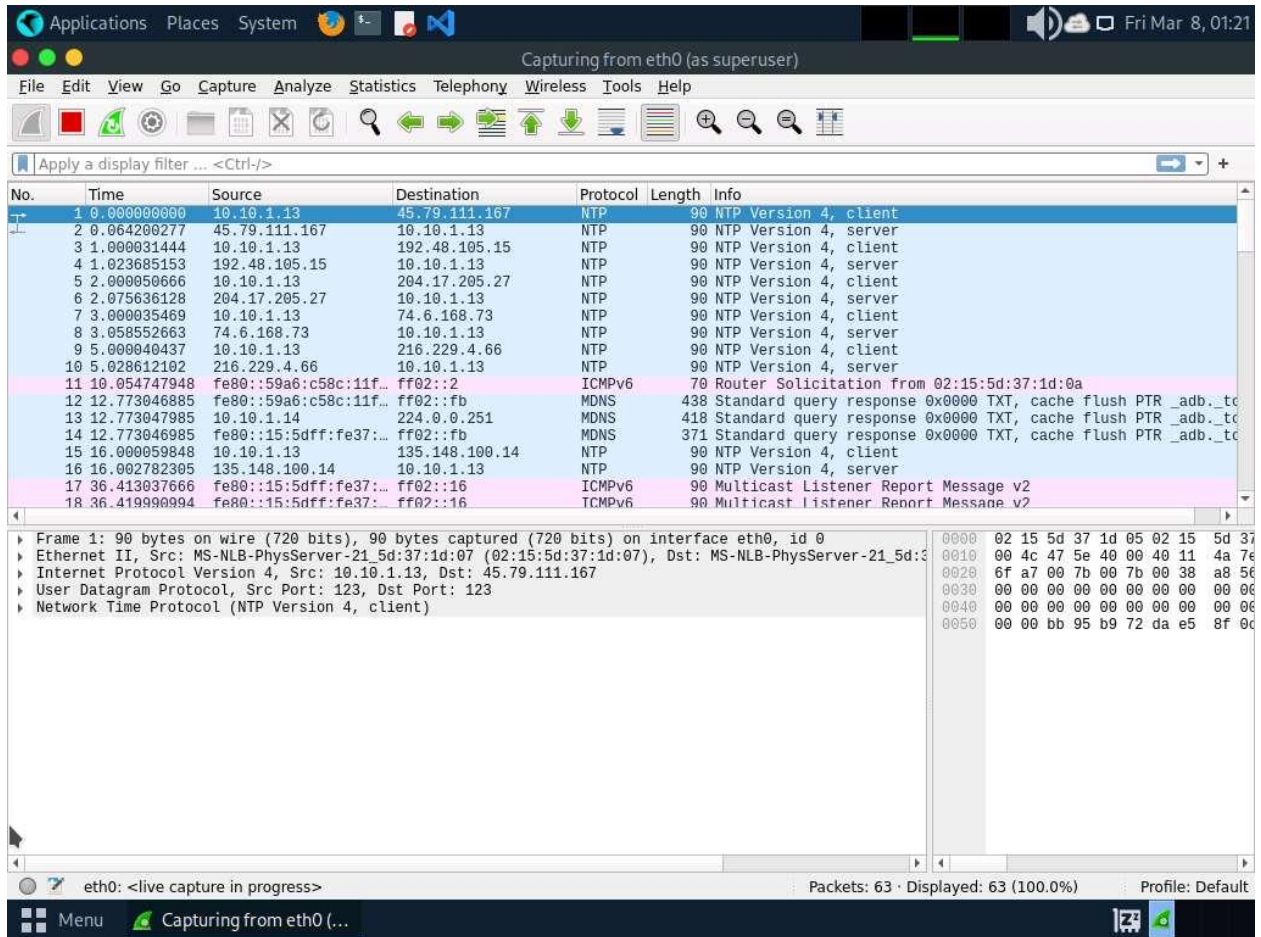 Applications Places System Fri Mar 8, 01:21
Capturing from eth0 (as superuser)
File Edit View Go Capture Analyze Statistics Telephony Wireless Tools Help
Apply a display filter ... <Ctrl-/> +
No. Time Source Destination Protocol Length Info
1 0.000000000 10.10.1.13 45.79.111.167 NTP 90 NTP Version 4, client
2 0.064200277 45.79.111.167 10.10.1.13 NTP 90 NTP Version 4, server
3 1.000031444 10.10.1.13 192.48.105.15 NTP 90 NTP Version 4, client
4 1.023685153 192.48.105.15 10.10.1.13 NTP 90 NTP Version 4, server
5 2.000050666 10.10.1.13 204.17.205.27 NTP 90 NTP Version 4, client
6 2.075636128 204.17.205.27 10.10.1.13 NTP 90 NTP Version 4, server
7 3.000035469 10.10.1.13 74.6.168.73 NTP 90 NTP Version 4, client
8 3.058552663 74.6.168.73 10.10.1.13 NTP 90 NTP Version 4, server
9 5.000040437 10.10.1.13 216.229.4.66 NTP 90 NTP Version 4, client
10 5.028612102 216.229.4.66 10.10.1.13 NTP 90 NTP Version 4, server
11 10.054747948 fe80::59a6:c58c:11f… ff02::2 ICMPv6 70 Router Solicitation from 02:15:5d:37:1d:0a
12 12.773046885 fe80::59a6:c58c:11f… ff02::fb MDNS 438 Standard query response 0x0000 TXT, cache flush PTR _adb._tc
13 12.773047985 10.10.1.14 224.0.0.251 MDNS 418 Standard query response 0x0000 TXT, cache flush PTR _adb._tc
14 12.773046985 fe80::15:5dff:fe37:… ff02::fb MDNS 371 Standard query response 0x0000 TXT, cache flush PTR _adb._tc
15 16.000059848 10.10.1.13 135.148.100.14 NTP 90 NTP Version 4, client
16 16.002782305 135.148.100.14 10.10.1.13 NTP 90 NTP Version 4, server
17 36.413037666 fe80::15:5dff:fe37:… ff02::16 ICMPv6 90 Multicast Listener Report Message v2
18 36.419990994 fe80::15:5dff:fe37:… ff02::16 ICMPv6 90 Multicast Listener Report Message v2
Frame 1: 90 bytes on wire (720 bits), 90 bytes captured (720 bits) on interface eth0, id 0
Ethernet II, Src: MS-NLB-PhysServer-21_5d:37:1d:07 (02:15:5d:37:1d:07), Dst: MS-NLB-PhysServer-21_5d:3
Internet Protocol Version 4, Src: 10.10.1.13, Dst: 45.79.111.167
User Datagram Protocol, Src Port: 123, Dst Port: 123
Network Time Protocol (NTP Version 4, client)
0000 02 15 5d 37 1d 05 02 15 5d 37
0010 00 4c 47 5e 40 00 40 11 4a 7e
0020 6f a7 00 7b 00 7b 00 38 a8 56
0030 00 00 00 00 00 00 00 00 00 00
0040 00 00 00 00 00 00 00 00 00 00
0050 00 00 bb 95 b9 72 da e5 8f 0c
eth0: <live capture in progress> Packets: 63 · Displayed: 63 (100.0%) Profile: Default
Menu Capturing from eth0 (...